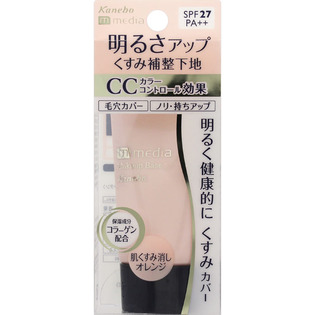 Kanebo
media
SPF27
PA++
明るさアップ
くすみ補整下地
CC カラー
コントロール効果
毛穴カバー
ノリ・持ちアップ
明るく健康的に くすみカバー
media
保湿成分
コラーゲン
配合
肌くすみ消し
オレンジ